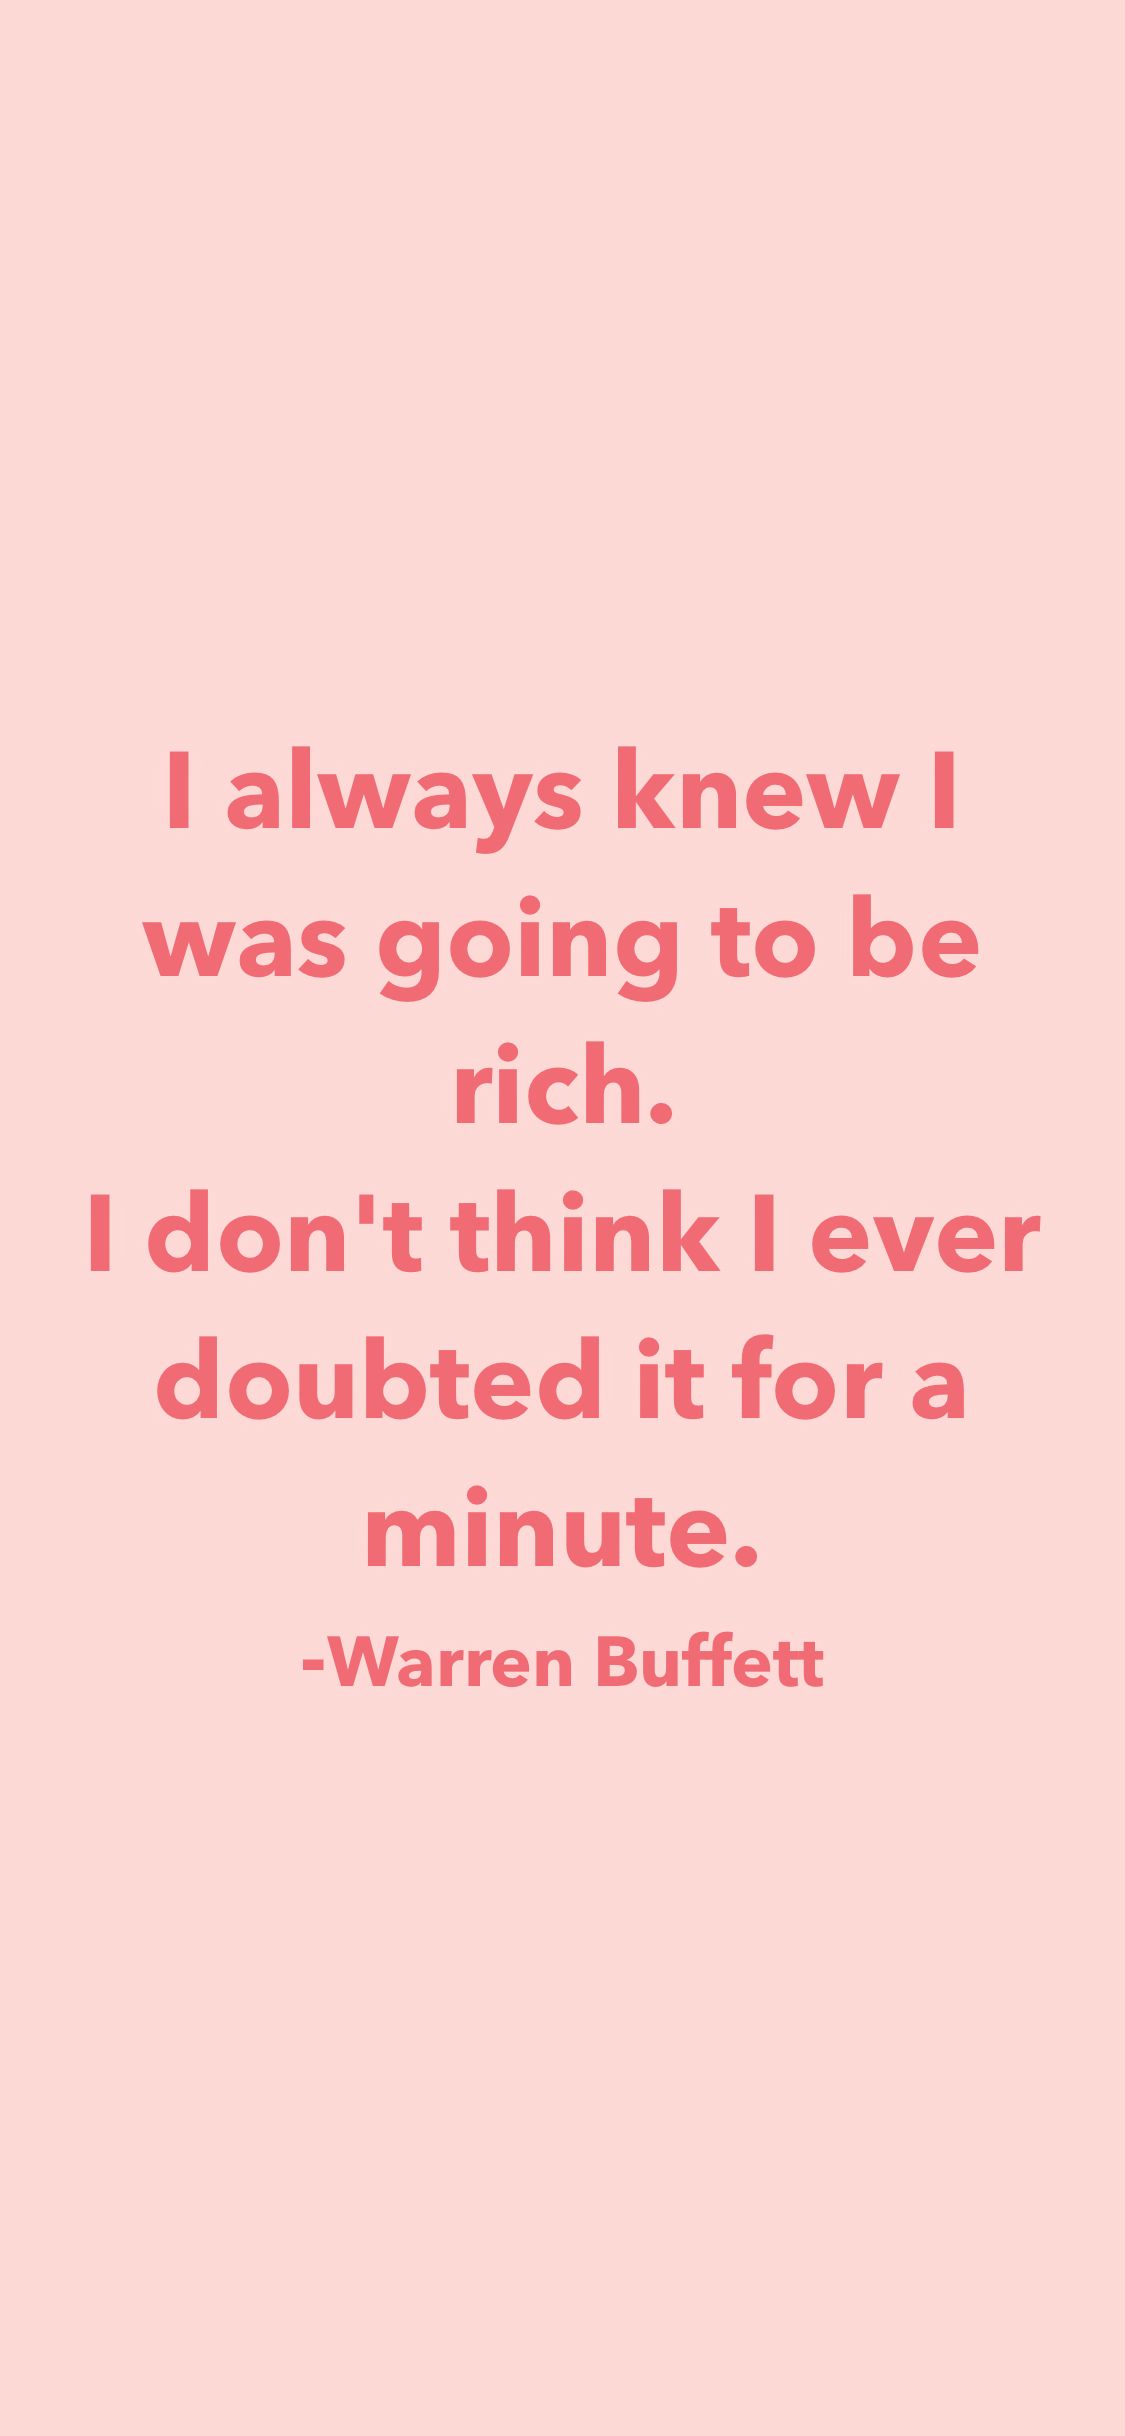 I always knew I
was going to be
rich.
I don't think I ever
doubted it for a
minute.
-Warren Buffett